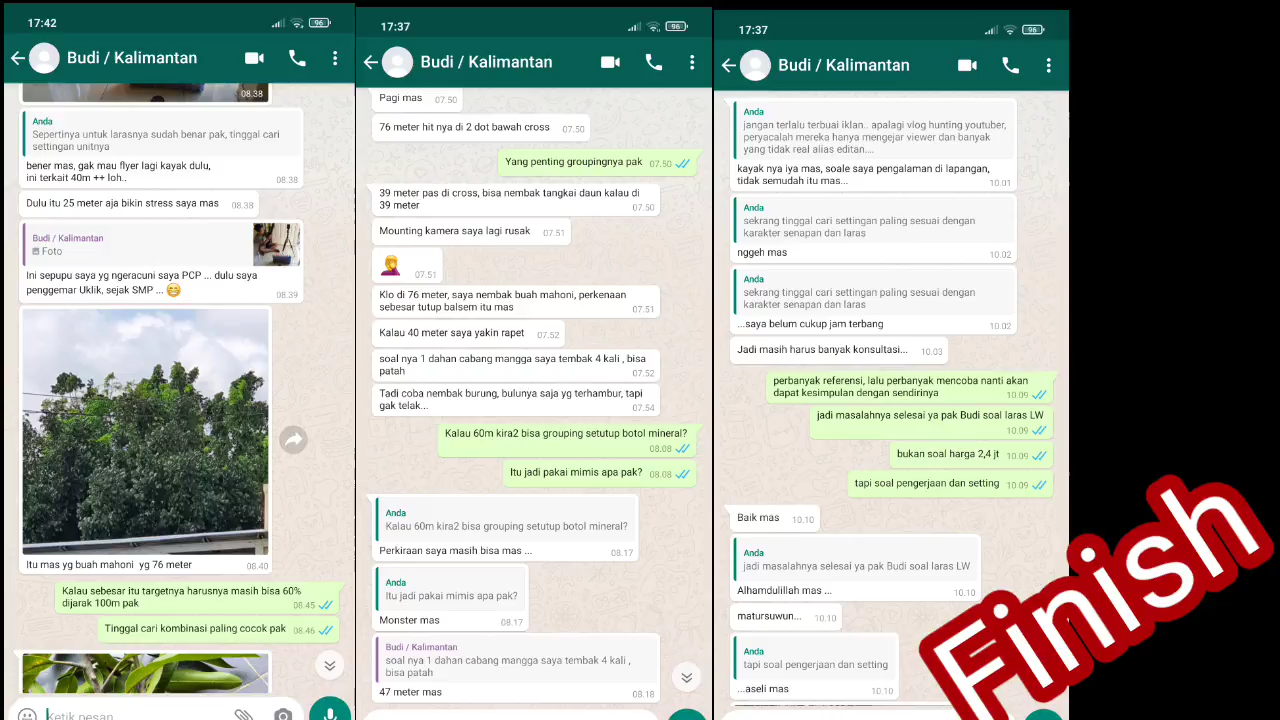 17:42
96
Budi / Kalimantan
08.38
Anda
Sepertinya untuk larasnya sudah benar pak, tinggal cari
settingan unitnya
bener mas, gak mau flyer lagi kayak dulu,
ini terkait 40m ++ loh..
08.38
Dulu itu 25 meter aja bikin stress saya mas 08.38
Budi / Kalimantan
Foto
Ini sepupu saya yg ngeracuni saya PCP ... dulu saya
penggemar Uklik, sejak SMP ... 😁
08.39
Itu mas yg buah mahoni yg 76 meter
08.40
Kalau sebesar itu targetnya harusnya masih bisa 60%
dijarak 100m pak
08.45
Tinggal cari kombinasi paling cocok pak 08.46
Ketik pesan
17:37
96
Budi / Kalimantan
Pagi mas 07.50
76 meter hit nya di 2 dot bawah cross 07.50
Yang penting groupingnya pak 07.50
39 meter pas di cross, bisa nembak tangkai daun kalau di
39 meter
07.50
Mounting kamera saya lagi rusak 07.51
07.51
Klo di 76 meter, saya nembak buah mahoni, perkenaan
sebesar tutup balsem itu mas
07.51
Kalau 40 meter saya yakin rapet 07.52
soal nya 1 dahan cabang mangga saya tembak 4 kali , bisa
patah
07.52
Tadi coba nembak burung, bulunya saja yg terhambur, tapi
gak telak...
07.54
Kalau 60m kira2 bisa grouping setutup botol mineral?
08.08
Itu jadi pakai mimis apa pak? 08.08
Anda
Kalau 60m kira2 bisa grouping setutup botol mineral?
Perkiraan saya masih bisa mas ...
08.17
Anda
Itu jadi pakai mimis apa pak?
Monster mas
08.17
Budi / Kalimantan
soal nya 1 dahan cabang mangga saya tembak 4 kali ,
bisa patah
47 meter mas
08.18
17:37
96
Budi / Kalimantan
Anda
jangan terlalu terbuai iklan.. apalagi vlog hunting youtuber,
peryacalah mereka hanya mengejar viewer dan banyak
yang tidak real alias editan....
kayak nya iya mas, soale saya pengalaman di lapangan,
tidak semudah itu mas...
10.01
Anda
sekrang tinggal cari settingan paling sesuai dengan
karakter senapan dan laras
nggeh mas
10.02
Anda
sekrang tinggal cari settingan paling sesuai dengan
karakter senapan dan laras
...saya belum cukup jam terbang
10.02
Jadi masih harus banyak konsultasi... 10.03
perbanyak referensi, lalu perbanyak mencoba nanti akan
dapat kesimpulan dengan sendirinya
10.09
jadi masalahnya selesai ya pak Budi soal laras LW
10.09
bukan soal harga 2,4 jt 10.09
tapi soal pengerjaan dan setting 10.09
Baik mas 10.10
Anda
jadi masalahnya selesai ya pak Budi soal laras LW
Alhamdulillah mas ...
10.10
matursuwun... 10.10
Anda
tapi soal pengerjaan dan setting
...aseli mas
10.10
Finish